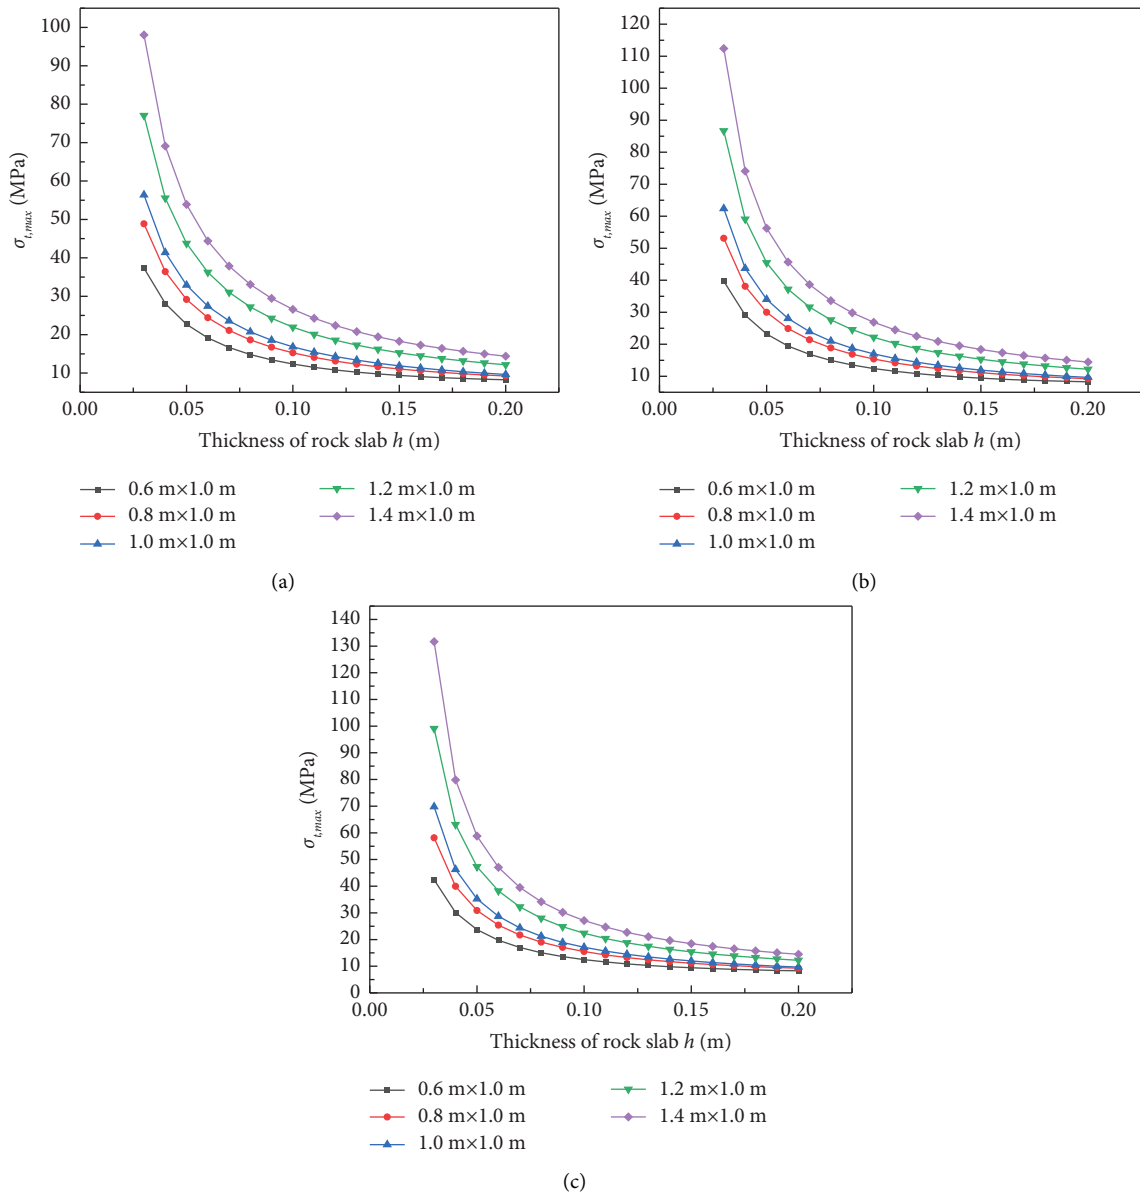 100
90
80
70
60
50
40
30
20
10
σt,max (MPa)
0.00 0.05 0.10 0.15 0.20
Thickness of rock slab h (m)
0.6 m×1.0 m
0.8 m×1.0 m
1.0 m×1.0 m
1.2 m×1.0 m
1.4 m×1.0 m
(a)
120
110
100
90
80
70
60
50
40
30
20
10
σt,max (MPa)
0.00 0.05 0.10 0.15 0.20
Thickness of rock slab h (m)
0.6 m×1.0 m
0.8 m×1.0 m
1.0 m×1.0 m
1.2 m×1.0 m
1.4 m×1.0 m
(b)
140
130
120
110
100
90
80
70
60
50
40
30
20
10
0
σt,max (MPa)
0.00 0.05 0.10 0.15 0.20
Thickness of rock slab h (m)
0.6 m×1.0 m
0.8 m×1.0 m
1.0 m×1.0 m
1.2 m×1.0 m
1.4 m×1.0 m
(c)